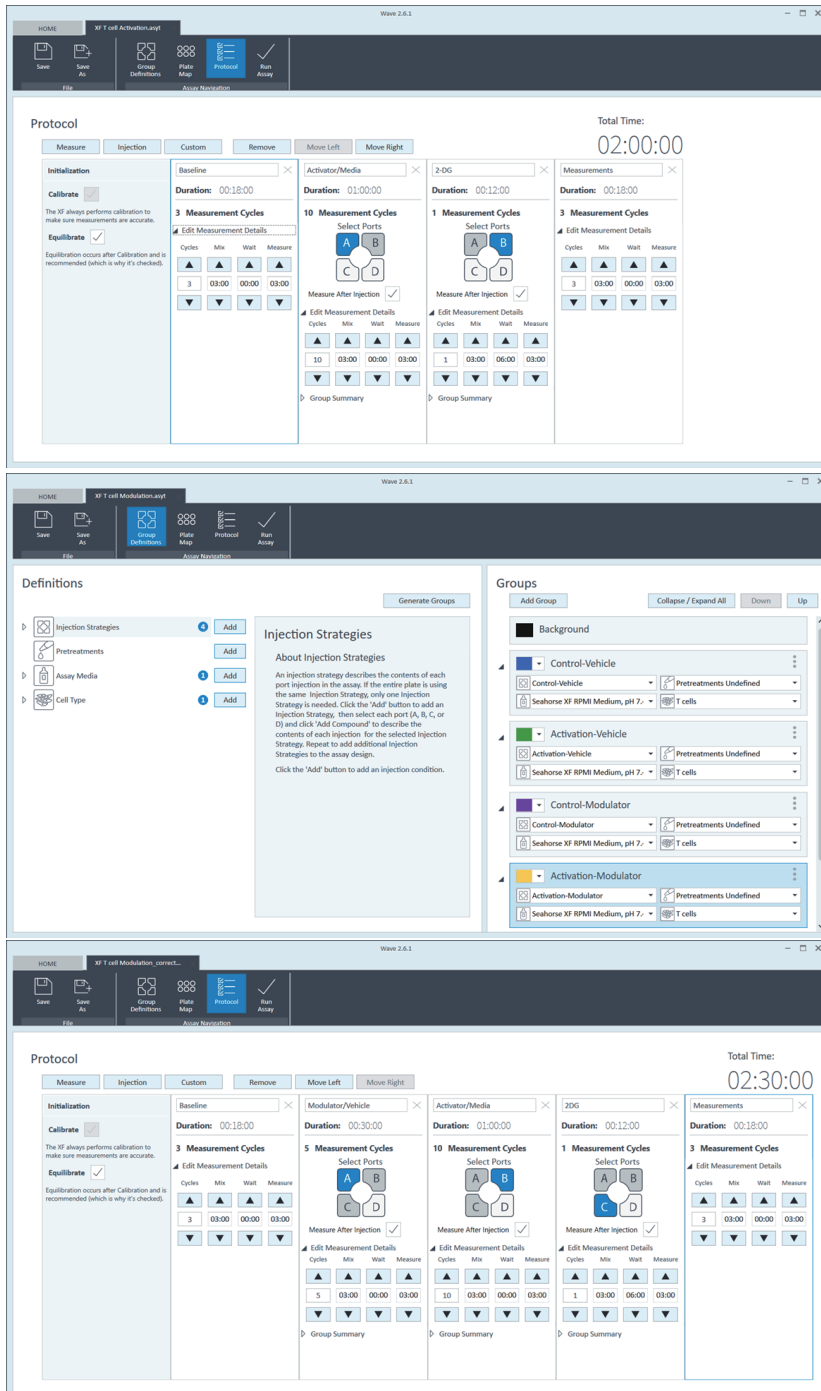 Wave 2.6.1
HOME XF T cell Activation.asyt
Save Save As Group Definitions Plate Map Protocol Run Assay
File Assay Navigation
Protocol
Total Time:
02:00:00
Measure Injection Custom Remove Move Left Move Right
Initialization
Calibrate
The XF always performs calibration to
make sure measurements are accurate.
Equilibrate
Equilibration occurs after Calibration and is
recommended (which is why it's checked).
Baseline
Duration: 00:18:00
3 Measurement Cycles
Edit Measurement Details
Cycles Mix Wait Measure
3 03:00 00:00 03:00
Activator/Media
Duration: 01:00:00
10 Measurement Cycles
Select Ports
A B
C D
Measure After Injection
Edit Measurement Details
Cycles Mix Wait Measure
10 03:00 00:00 03:00
Group Summary
2-DG
Duration: 00:12:00
1 Measurement Cycles
Select Ports
A B
C D
Measure After Injection
Edit Measurement Details
Cycles Mix Wait Measure
1 03:00 06:00 03:00
Group Summary
Measurements
Duration: 00:18:00
3 Measurement Cycles
Edit Measurement Details
Cycles Mix Wait Measure
3 03:00 00:00 03:00
Wave 2.6.1
HOME XF T cell Modulation.asyt
Save Save As Group Definitions Plate Map Protocol Run Assay
File Assay Navigation
Definitions
Generate Groups
Injection Strategies 4 Add
Pretreatments Add
Assay Media 1 Add
Cell Type 1 Add
Injection Strategies
About Injection Strategies
An injection strategy describes the contents of each
port injection in the assay. If the entire plate is using
the same Injection Strategy, only one Injection
Strategy is needed. Click the 'Add' button to add an
Injection Strategy, then select each port (A, B, C, or
D) and click 'Add Compound' to describe the
contents of each injection for the selected Injection
Strategy. Repeat to add additional Injection
Strategies to the assay design.
Click the 'Add' button to add an injection condition.
Groups
Add Group Collapse / Expand All Down Up
Background
Control-Vehicle
Control-Vehicle Pretreatments Undefined
Seahorse XF RPMI Medium, pH 7. T cells
Activation-Vehicle
Activation-Vehicle Pretreatments Undefined
Seahorse XF RPMI Medium, pH 7. T cells
Control-Modulator
Control-Modulator Pretreatments Undefined
Seahorse XF RPMI Medium, pH 7. T cells
Activation-Modulator
Activation-Modulator Pretreatments Undefined
Seahorse XF RPMI Medium, pH 7. T cells
Wave 2.6.1
HOME XF T cell Modulation_correct...
Save Save As Group Definitions Plate Map Protocol Run Assay
File Assay Navigation
Protocol
Total Time:
02:30:00
Measure Injection Custom Remove Move Left Move Right
Initialization
Calibrate
The XF always performs calibration to
make sure measurements are accurate.
Equilibrate
Equilibration occurs after Calibration and is
recommended (which is why it's checked).
Baseline
Duration: 00:18:00
3 Measurement Cycles
Edit Measurement Details
Cycles Mix Wait Measure
3 03:00 00:00 03:00
Modulator/Vehicle
Duration: 00:30:00
5 Measurement Cycles
Select Ports
A B
C D
Measure After Injection
Edit Measurement Details
Cycles Mix Wait Measure
5 03:00 00:00 03:00
Group Summary
Activator/Media
Duration: 01:00:00
10 Measurement Cycles
Select Ports
A B
C D
Measure After Injection
Edit Measurement Details
Cycles Mix Wait Measure
10 03:00 00:00 03:00
Group Summary
2DG
Duration: 00:12:00
1 Measurement Cycles
Select Ports
A B
C D
Measure After Injection
Edit Measurement Details
Cycles Mix Wait Measure
1 03:00 06:00 03:00
Group Summary
Measurements
Duration: 00:18:00
3 Measurement Cycles
Edit Measurement Details
Cycles Mix Wait Measure
3 03:00 00:00 03:00